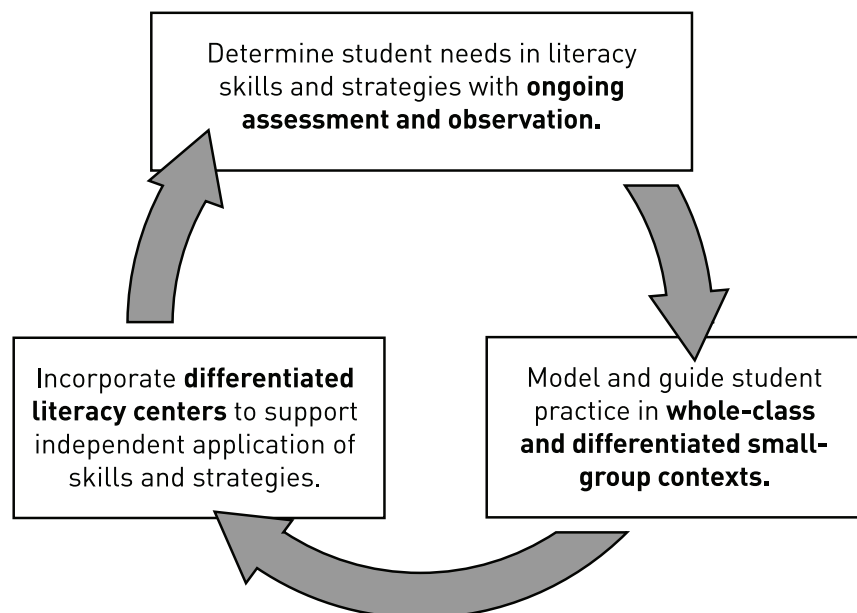 Determine student needs in literacy
skills and strategies with ongoing
assessment and observation.
Model and guide student
practice in whole-class
and differentiated small-
group contexts.
Incorporate differentiated
literacy centers to support
independent application of
skills and strategies.